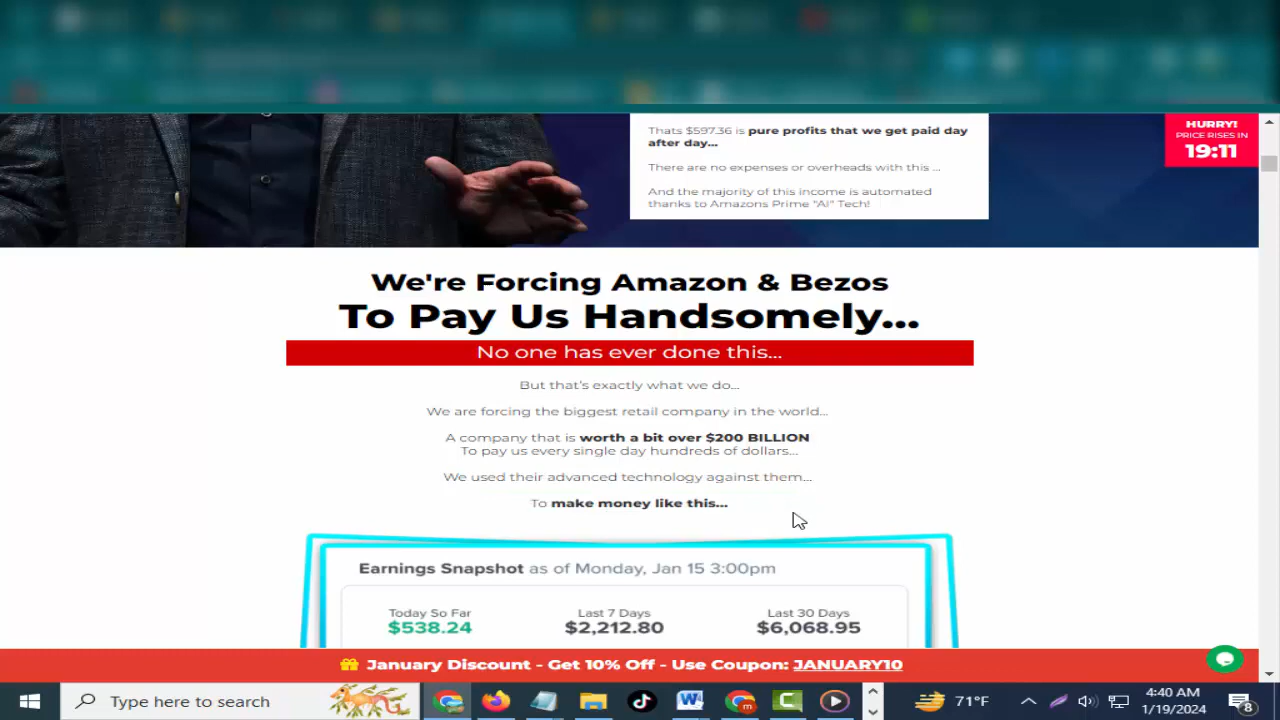 Thats $597.36 is pure profits that we get paid day
after day...
There are no expenses or overheads with this ...
And the majority of this income is automated
thanks to Amazons Prime "AI" Tech!
HURRY!
PRICE RISES IN
19:11
We're Forcing Amazon & Bezos
To Pay Us Handsomely...
No one has ever done this...
But that's exactly what we do...
We are forcing the biggest retail company in the world...
A company that is worth a bit over $200 BILLION
To pay us every single day hundreds of dollars...
We used their advanced technology against them...
To make money like this...
Earnings Snapshot as of Monday, Jan 15 3:00pm
Today So Far
$538.24
Last 7 Days
$2,212.80
Last 30 Days
$6,068.95
January Discount - Get 10% Off - Use Coupon: JANUARY10
Type here to search
71°F
4:40 AM
1/19/2024
8